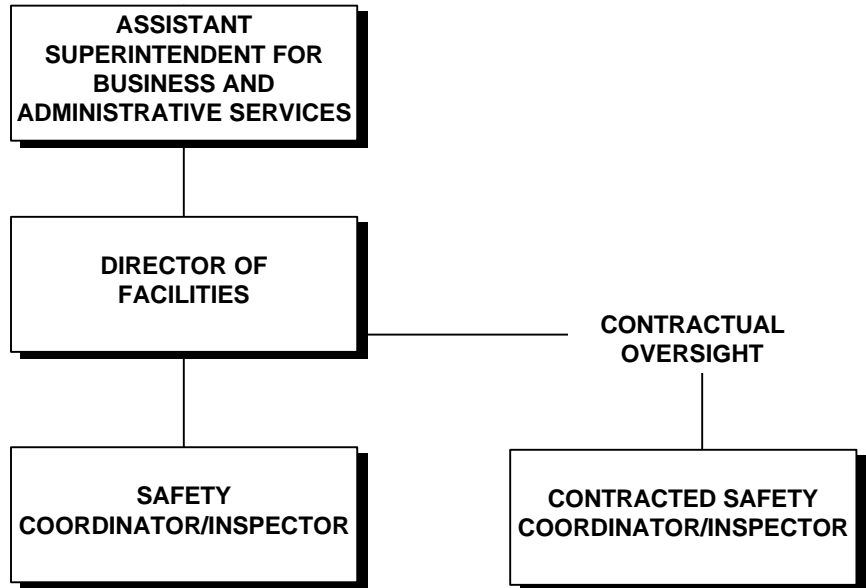 ASSISTANT
SUPERINTENDENT FOR
BUSINESS AND
ADMINISTRATIVE SERVICES
DIRECTOR OF
FACILITIES
CONTRACTUAL
OVERSIGHT
SAFETY
COORDINATOR/INSPECTOR
CONTRACTED SAFETY
COORDINATOR/INSPECTOR